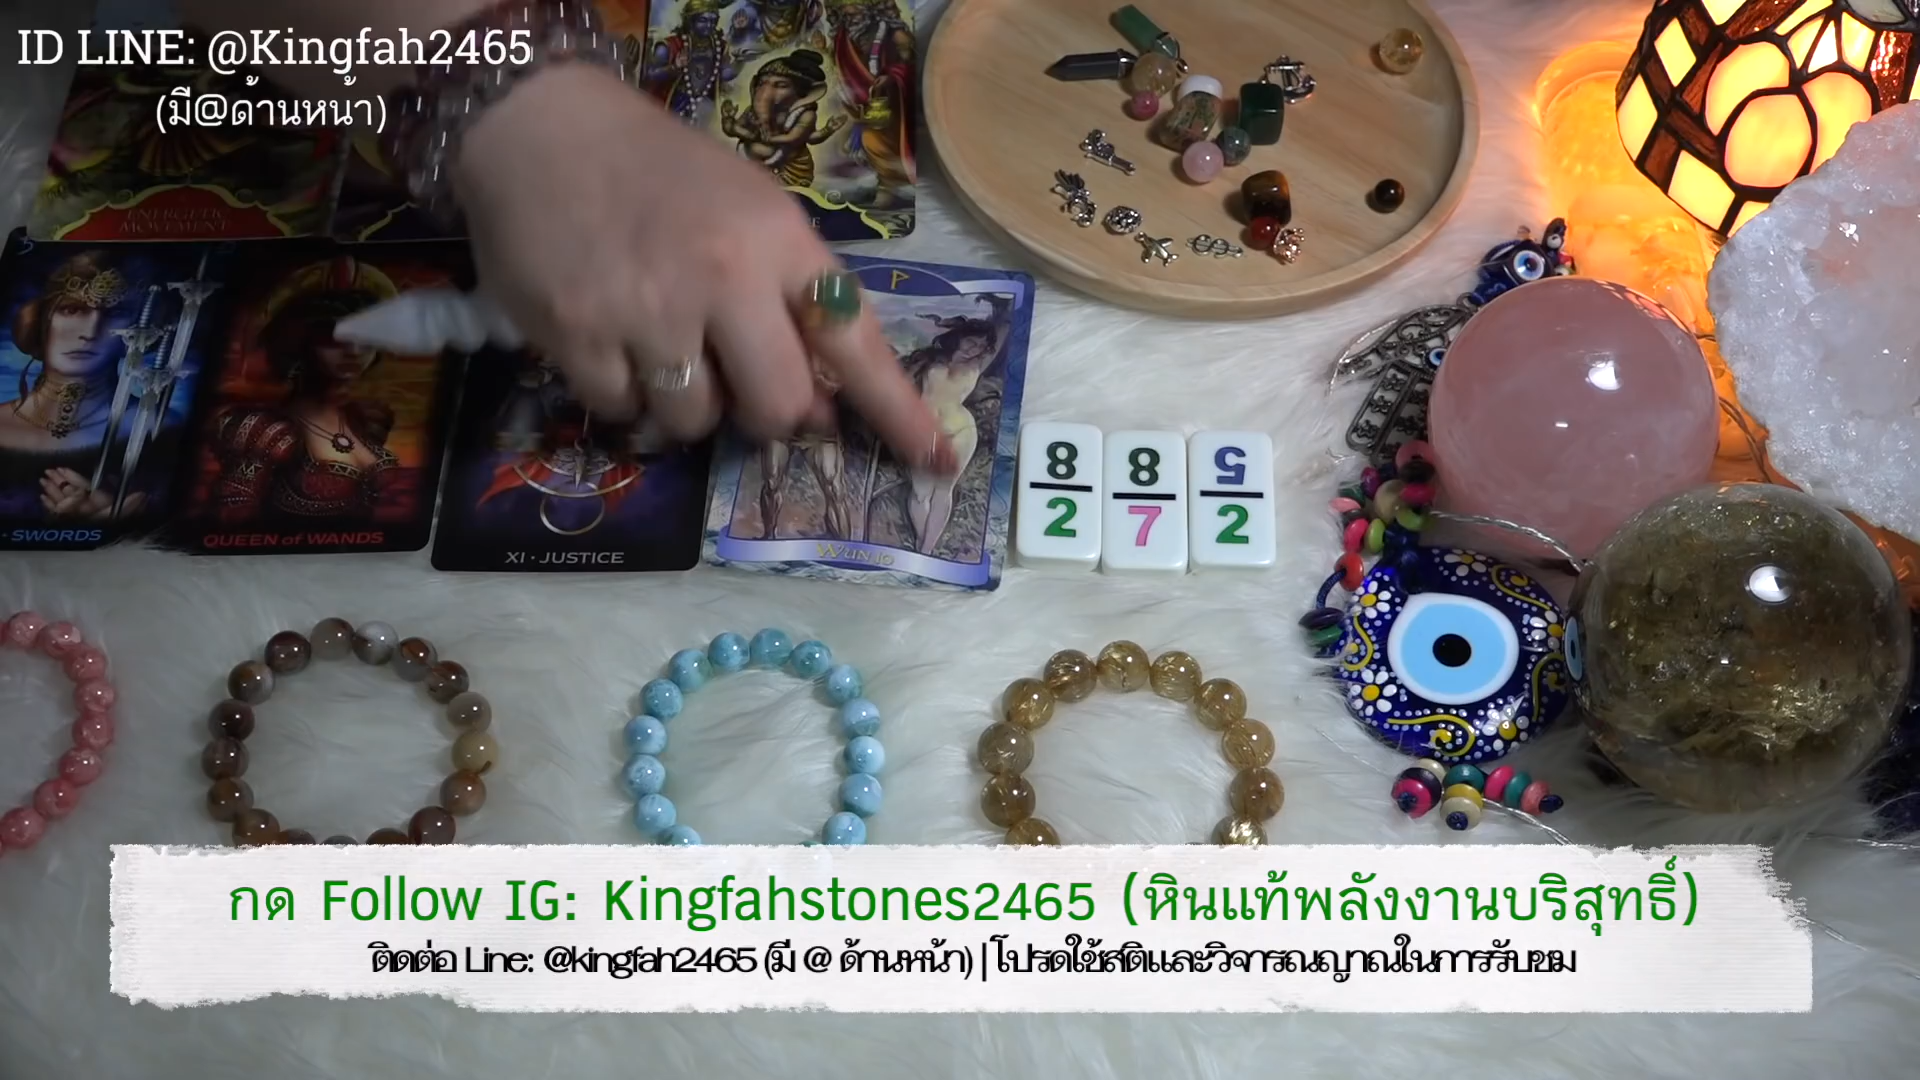 ID LINE: @Kingfah2465
(มี@ด้านหน้า)
ENERGETIC
MOVEMENT
SWORDS
QUEEN of WANDS
XI · JUSTICE
WUNJO
8 8 5
2 7 2
กด Follow IG: Kingfahstones2465 (หินแท้พลังงานบริสุทธิ์)
ติดต่อ Line: @kingfah2465 (มี @ ด้านหน้า) | โปรดใช้สติและวิจารณญาณในการรับชม